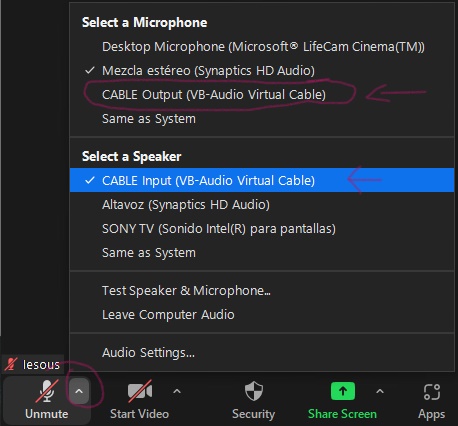 Select a Microphone
Desktop Microphone (Microsoft® LifeCam Cinema(TM))
Mezcla estéreo (Synaptics HD Audio)
CABLE Output (VB-Audio Virtual Cable)
Same as System
Select a Speaker
CABLE Input (VB-Audio Virtual Cable)
Altavoz (Synaptics HD Audio)
SONY TV (Sonido Intel(R) para pantallas)
Same as System
Test Speaker & Microphone...
Leave Computer Audio
Audio Settings...
Iesous
Unmute
Start Video
Security
Share Screen
Apps